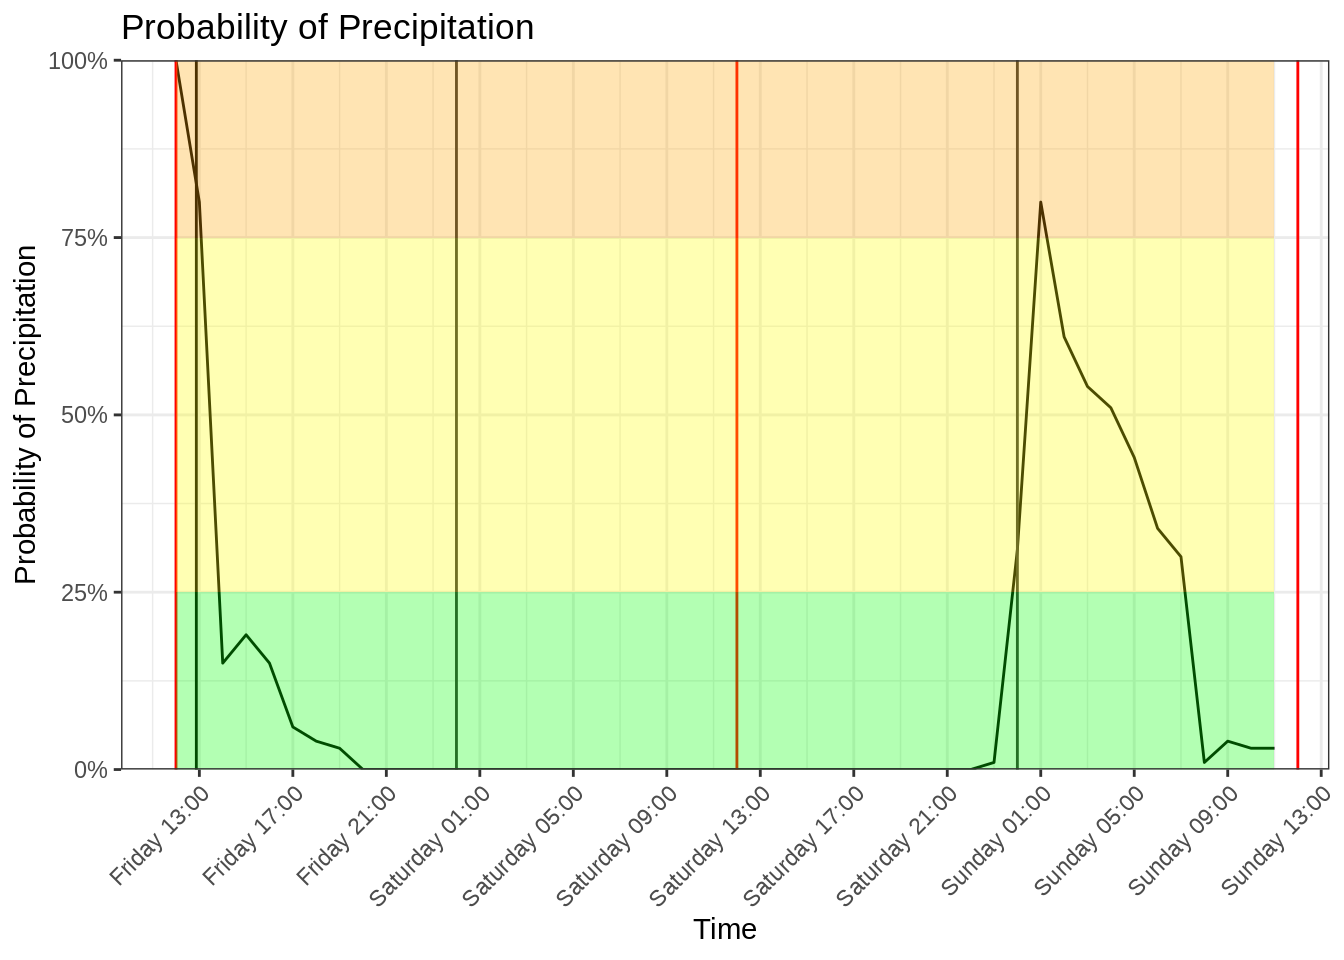 Probability of Precipitation
Probability of Precipitation
100%
75%
50%
25%
0%
Friday 13:00
Friday 17:00
Friday 21:00
Saturday 01:00
Saturday 05:00
Saturday 09:00
Saturday 13:00
Saturday 17:00
Saturday 21:00
Sunday 01:00
Sunday 05:00
Sunday 09:00
Sunday 13:00
Time